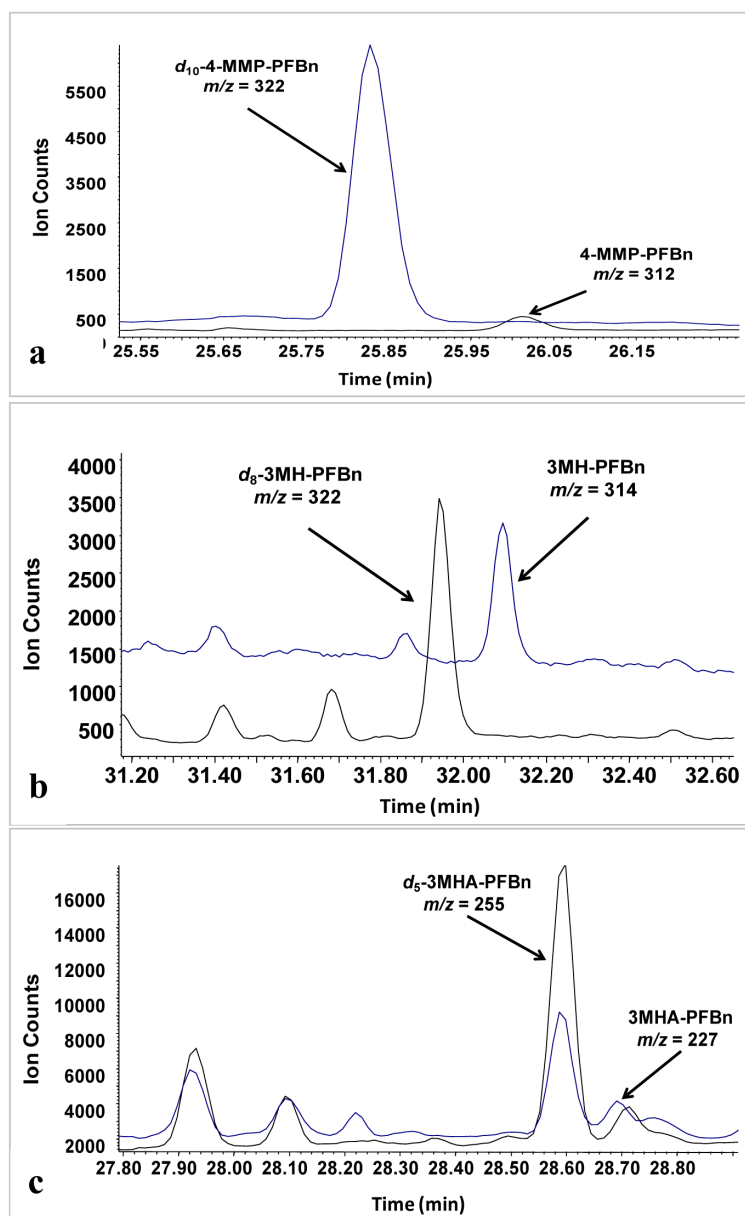 d10-4-MMP-PFBn
m/z = 322
4-MMP-PFBn
m/z = 312
Ion Counts
5500
4500
3500
2500
1500
500
25.55 25.65 25.75 25.85 25.95 26.05 26.15
Time (min)
a
d8-3MH-PFBn
m/z = 322
3MH-PFBn
m/z = 314
Ion Counts
4000
3500
3000
2500
2000
1500
1000
500
31.20 31.40 31.60 31.80 32.00 32.20 32.40 32.60
Time (min)
b
d5-3MHA-PFBn
m/z = 255
3MHA-PFBn
m/z = 227
Ion Counts
16000
14000
12000
10000
8000
6000
4000
2000
27.80 27.90 28.00 28.10 28.20 28.30 28.40 28.50 28.60 28.70 28.80
Time (min)
c